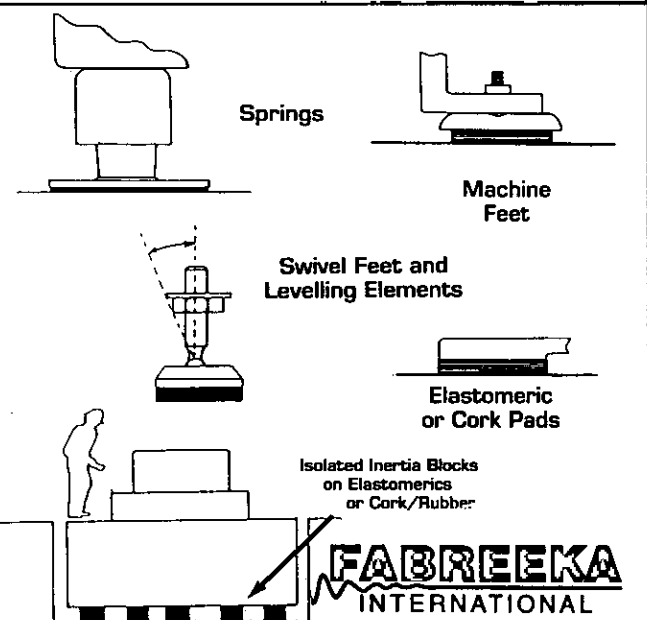 Springs
Machine
Feet
Swivel Feet and
Levelling Elements
Elastomeric
or Cork Pads
Isolated Inertia Blocks
on Elastomerics
or Cork/Rubber
FABREEKA
INTERNATIONAL